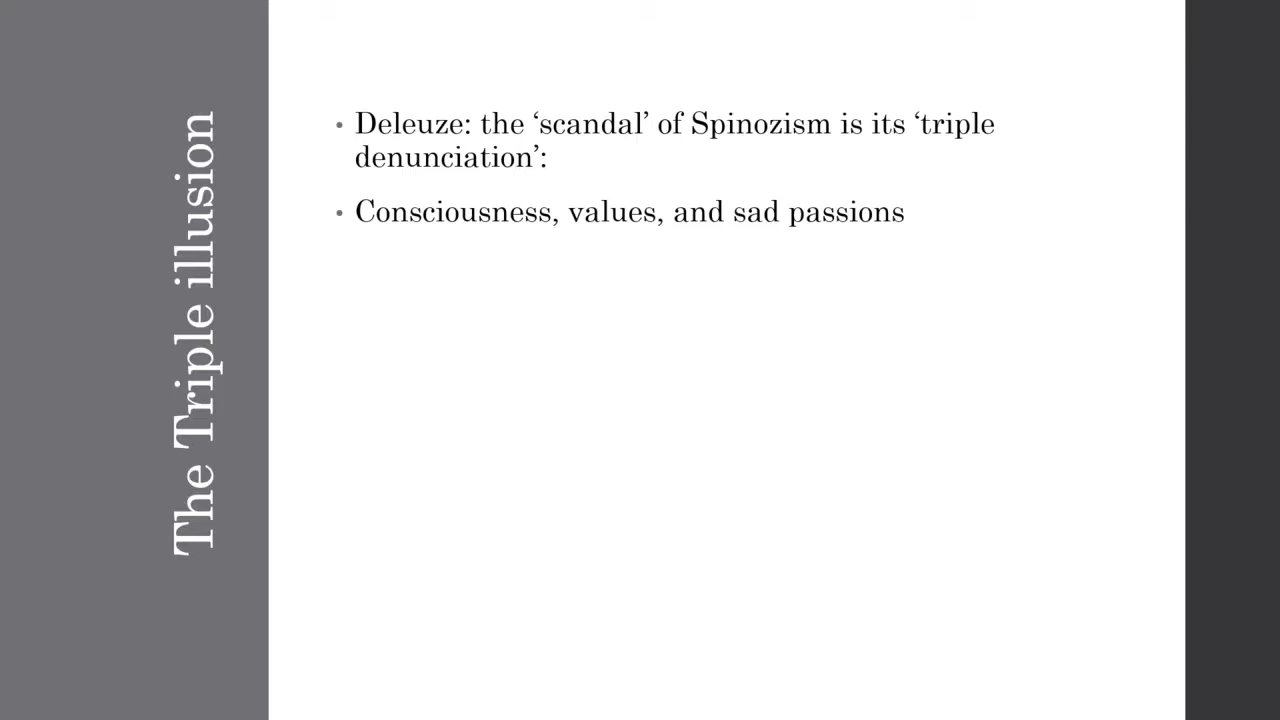 The Triple illusion
• Deleuze: the ‘scandal’ of Spinozism is its ‘triple
denunciation’:
• Consciousness, values, and sad passions